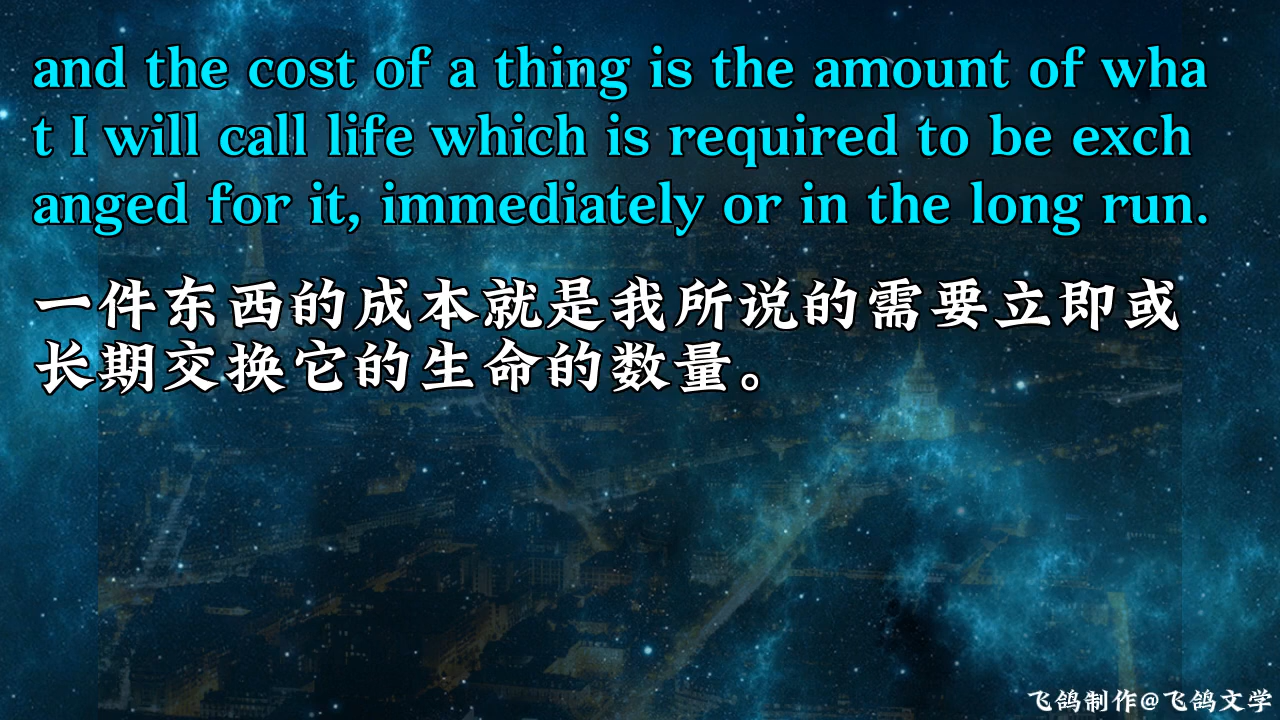 and the cost of a thing is the amount of wha
t I will call life which is required to be exch
anged for it, immediately or in the long run.
一件东西的成本就是我所说的需要立即或
长期交换它的生命的数量。
飞鸽制作@飞鸽文学